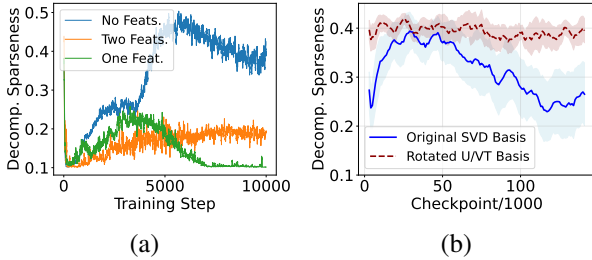 Decomp. Sparseness
0.5
0.4
0.3
0.2
0.1
No Feats.
Two Feats.
One Feat.
0
5000
10000
Training Step
(a)
Decomp. Sparseness
0.4
0.3
0.2
0.1
Original SVD Basis
Rotated U/VT Basis
0
50
100
Checkpoint/1000
(b)